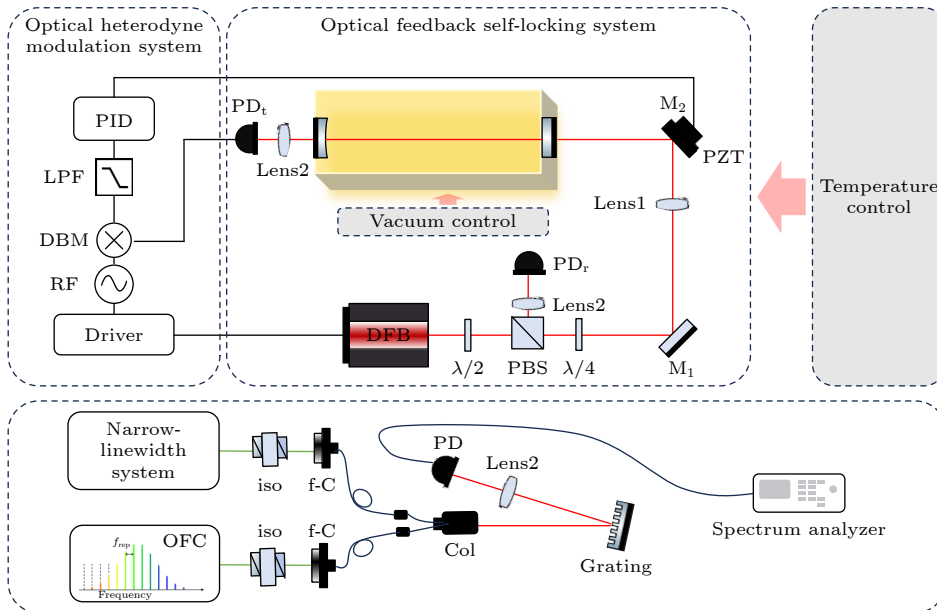 Optical heterodyne
modulation system
Optical feedback self-locking system
PID
LPF
DBM
RF
Driver
PDt
Lens2
M2
PZT
Vacuum control
Lens1
Temperature
control
PDr
Lens2
DFB
λ/2
PBS
λ/4
M1
Narrow-
linewidth
system
iso
f-C
PD
Lens2
Col
Grating
Spectrum analyzer
OFC
frep
Frequency
iso
f-C